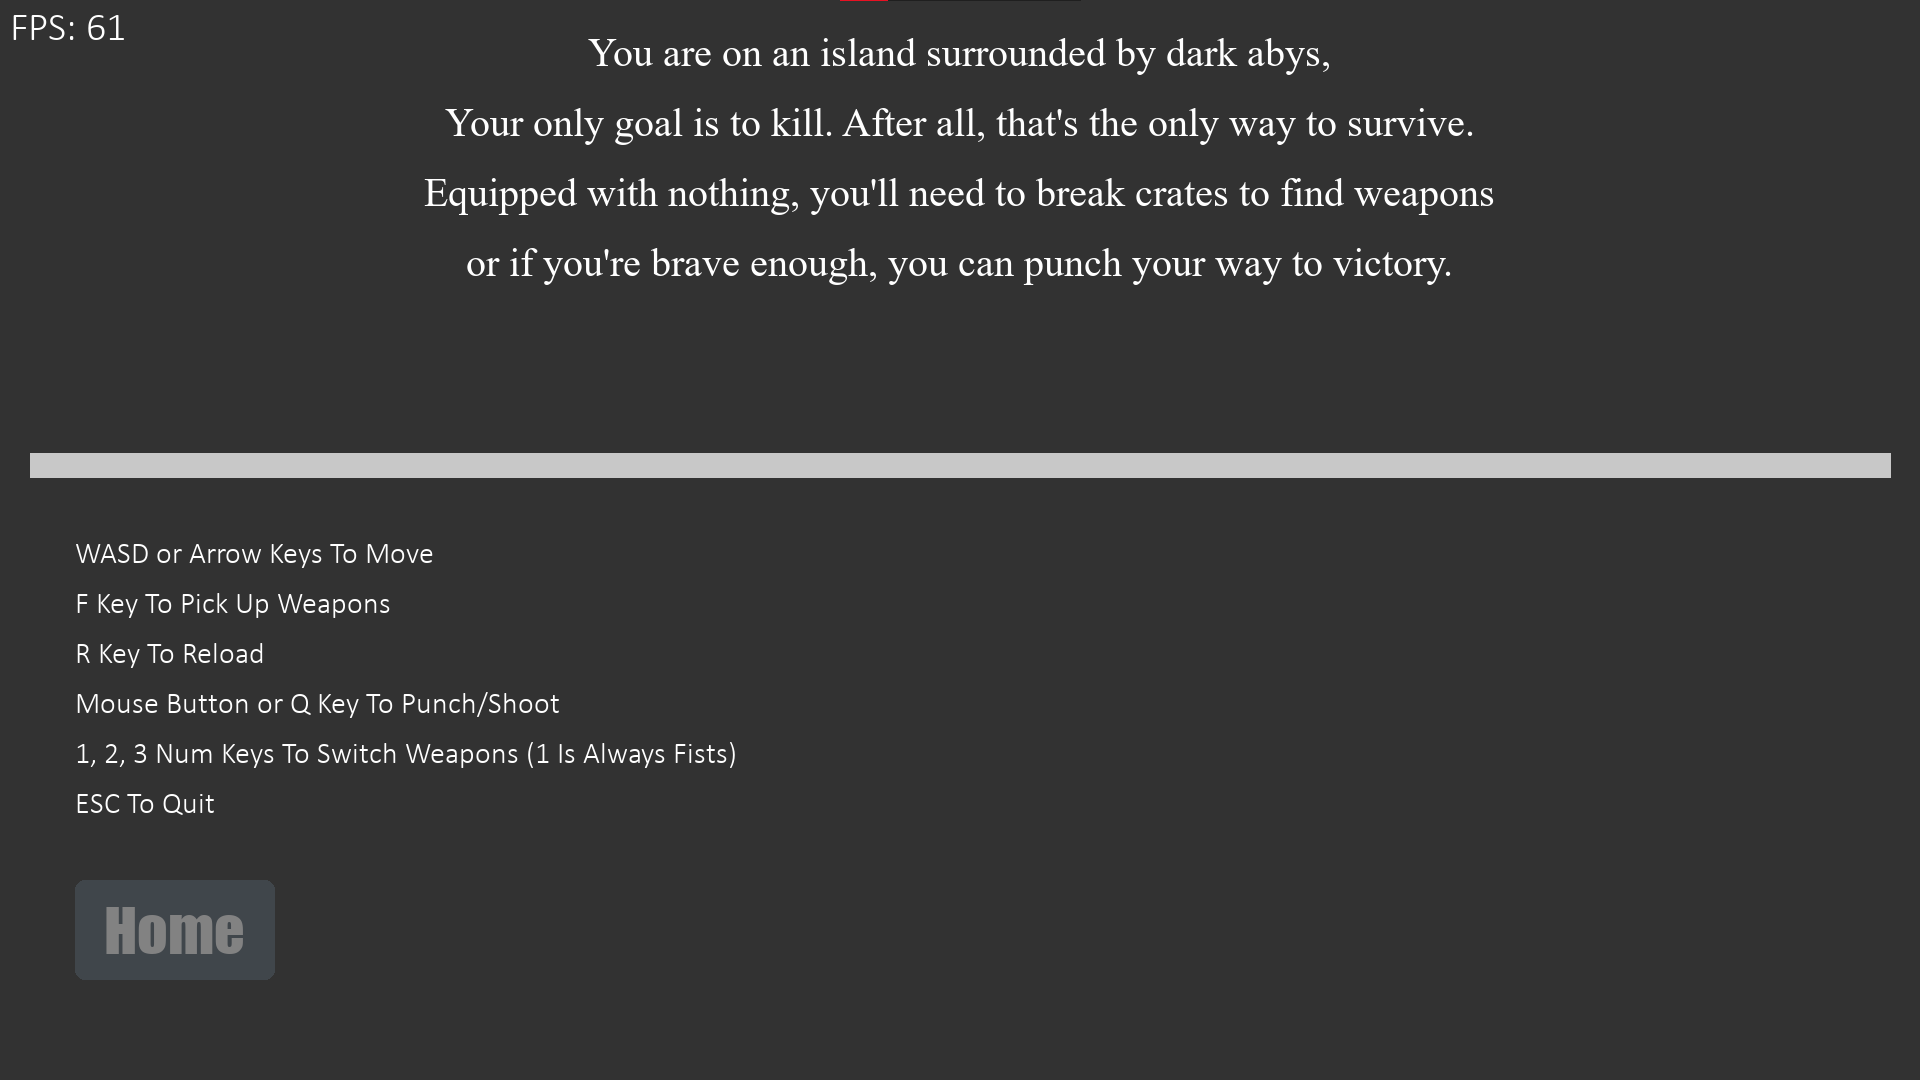 FPS: 61
You are on an island surrounded by dark abys,
Your only goal is to kill. After all, that's the only way to survive.
Equipped with nothing, you'll need to break crates to find weapons
or if you're brave enough, you can punch your way to victory.
WASD or Arrow Keys To Move
F Key To Pick Up Weapons
R Key To Reload
Mouse Button or Q Key To Punch/Shoot
1, 2, 3 Num Keys To Switch Weapons (1 Is Always Fists)
ESC To Quit
Home